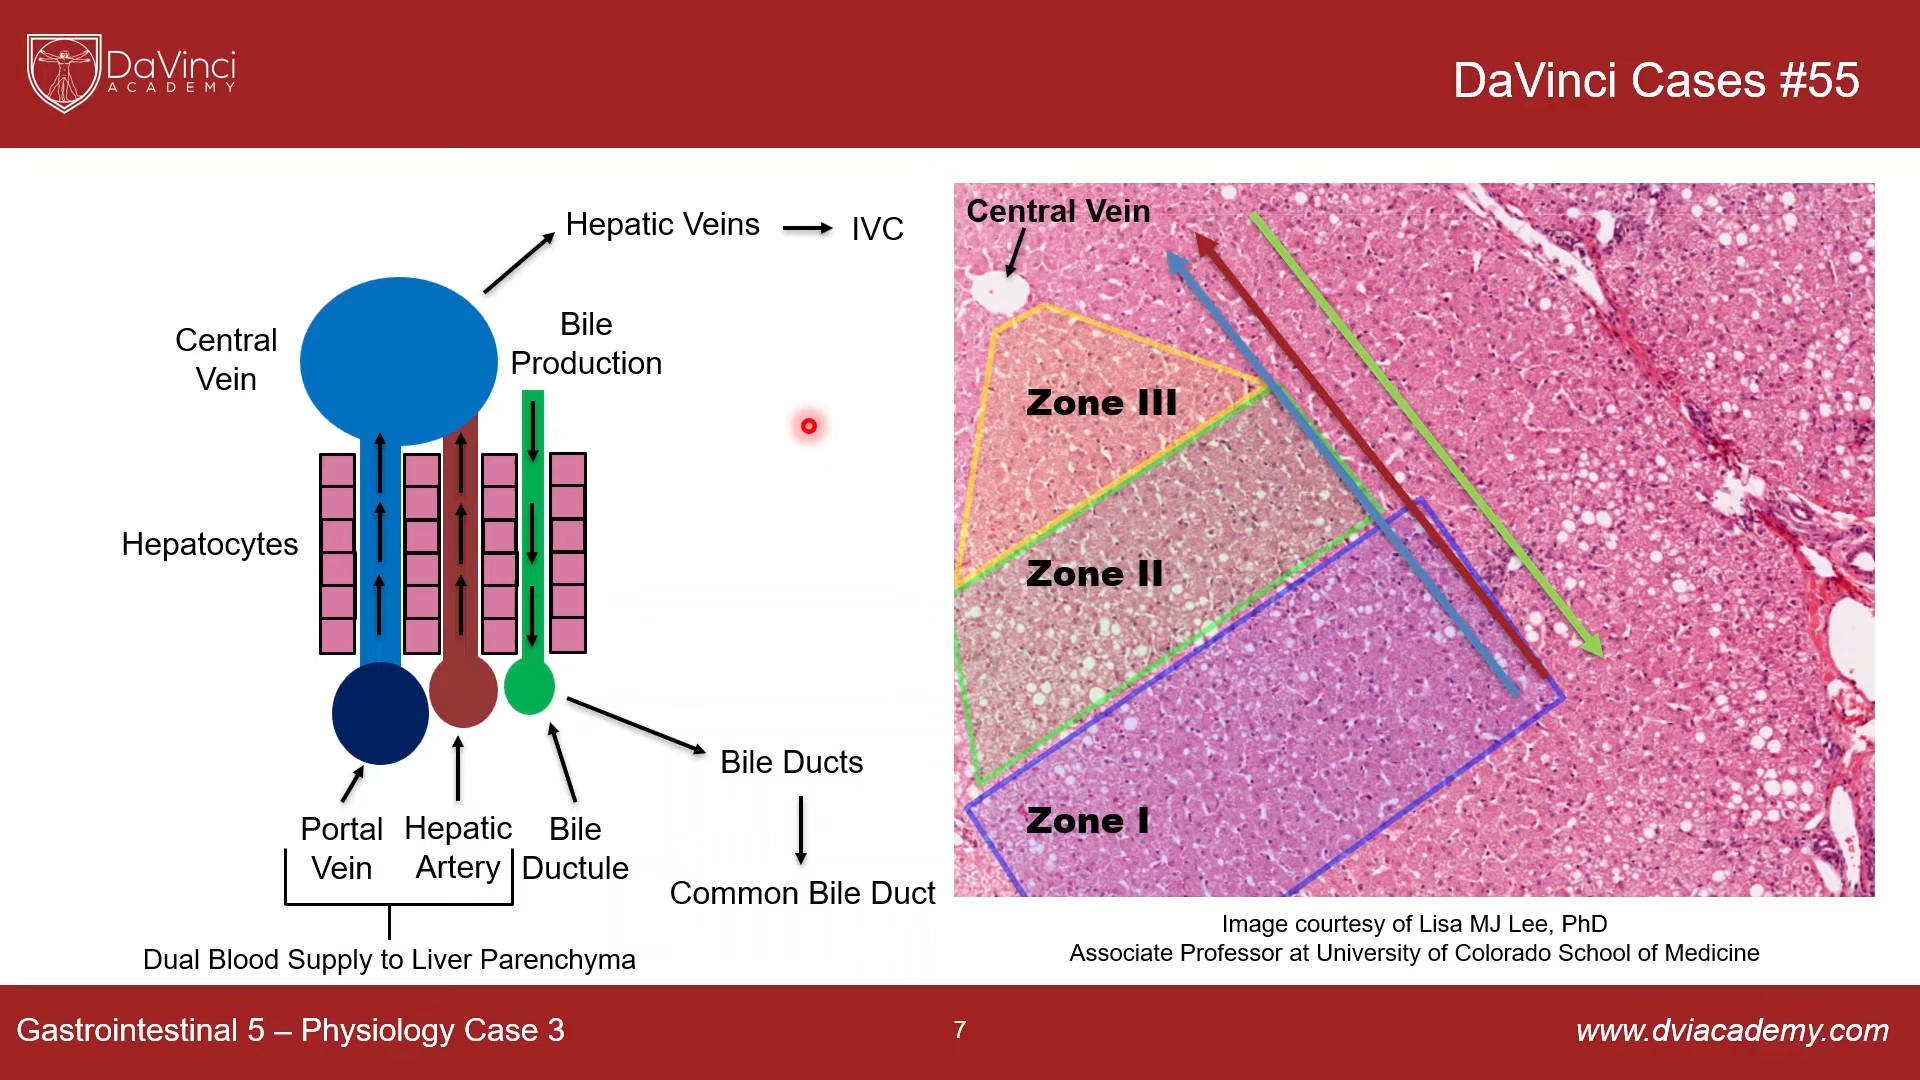 DaVinci
ACADEMY
DaVinci Cases #55
Hepatic Veins
IVC
Central
Vein
Bile
Production
Hepatocytes
Portal
Vein
Hepatic
Artery
Bile
Ductule
Bile Ducts
Common Bile Duct
Dual Blood Supply to Liver Parenchyma
Central Vein
Zone III
Zone II
Zone I
Image courtesy of Lisa MJ Lee, PhD
Associate Professor at University of Colorado School of Medicine
Gastrointestinal 5 – Physiology Case 3
7
www.dviacademy.com